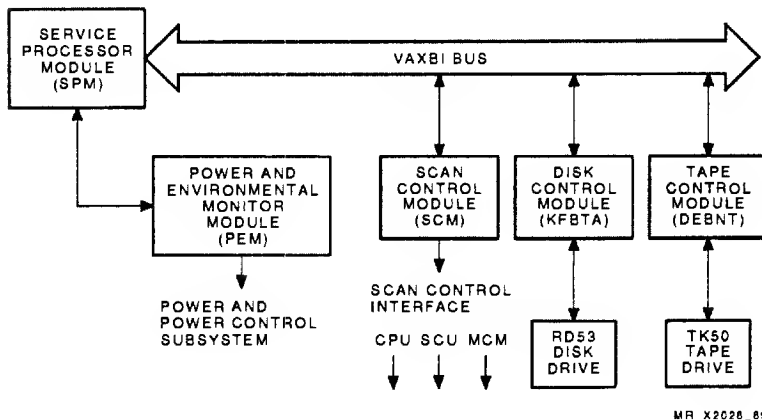 SERVICE
PROCESSOR
MODULE
(SPM)
VAXBI BUS
POWER AND
ENVIRONMENTAL
MONITOR
MODULE
(PEM)
SCAN
CONTROL
MODULE
(SCM)
DISK
CONTROL
MODULE
(KFBTA)
TAPE
CONTROL
MODULE
(DEBNT)
POWER AND
POWER CONTROL
SUBSYSTEM
SCAN CONTROL
INTERFACE
CPU SCU MCM
RD53
DISK
DRIVE
TK50
TAPE
DRIVE